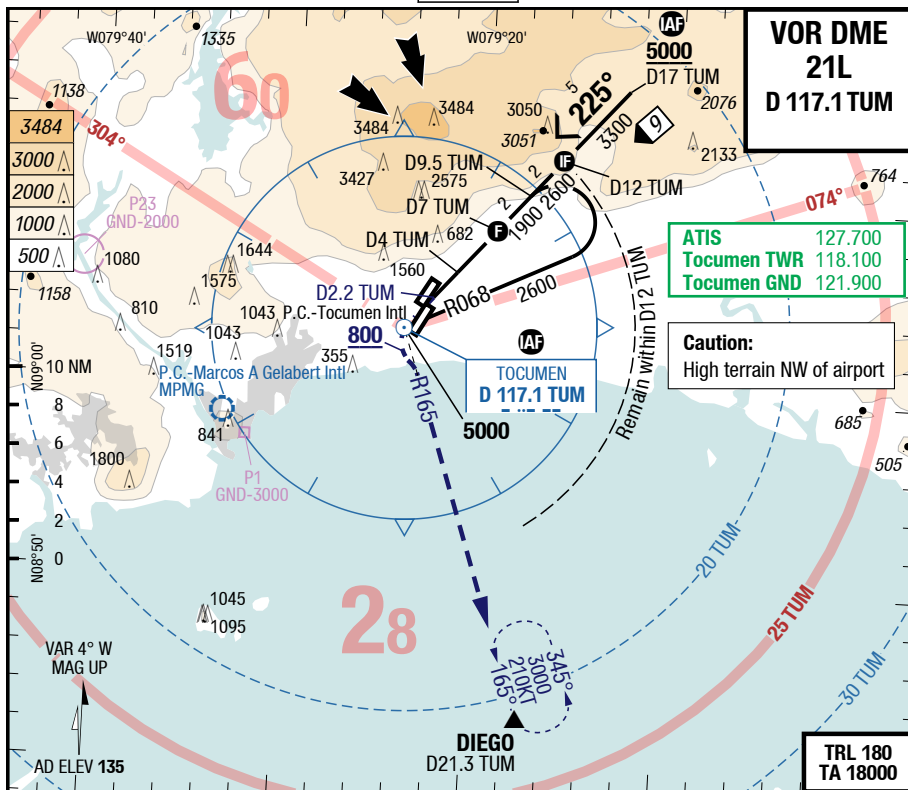 VOR DME
21L
D 117.1 TUM
W079°40'
W079°20'
1335
1138
60
304°
3484
3484
3484
3000
2000
1000
500
3427
2575
IAF
5000
D17 TUM
5
225°
3300
9
3050
3051
2076
2133
764
074°
D9.5 TUM
2
IF
D12 TUM
2600
D7 TUM
F
2
1900
D4 TUM
682
1560
P23
GND-2000
1080
1158
810
1644
1575
1043
1043
P.C.-Tocumen Intl
D2.2 TUM
800
R068
2600
ATIS 127.700
Tocumen TWR 118.100
Tocumen GND 121.900
Caution:
High terrain NW of airport
Remain within D12 TUM
IAF
TOCUMEN
D 117.1 TUM
5000
355
1519
P.C.-Marcos A Gelabert Intl
MPMG
N09°00'
10 NM
8
6
4
2
0
N08°50'
841
1800
P1
GND-3000
R165
685
505
1045
1095
28
20 TUM
25 TUM
30 TUM
345°
3000
210KT
165°
DIEGO
D21.3 TUM
VAR 4° W
MAG UP
AD ELEV 135
TRL 180
TA 18000